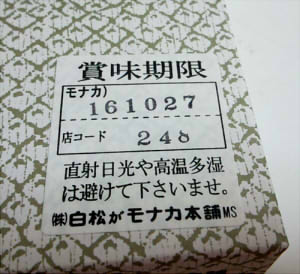 賞味期限
モナカ)
161027
店コード
248
直射日光や高温多湿
は避けて下さいませ。
㈱白松がモナカ本舗MS